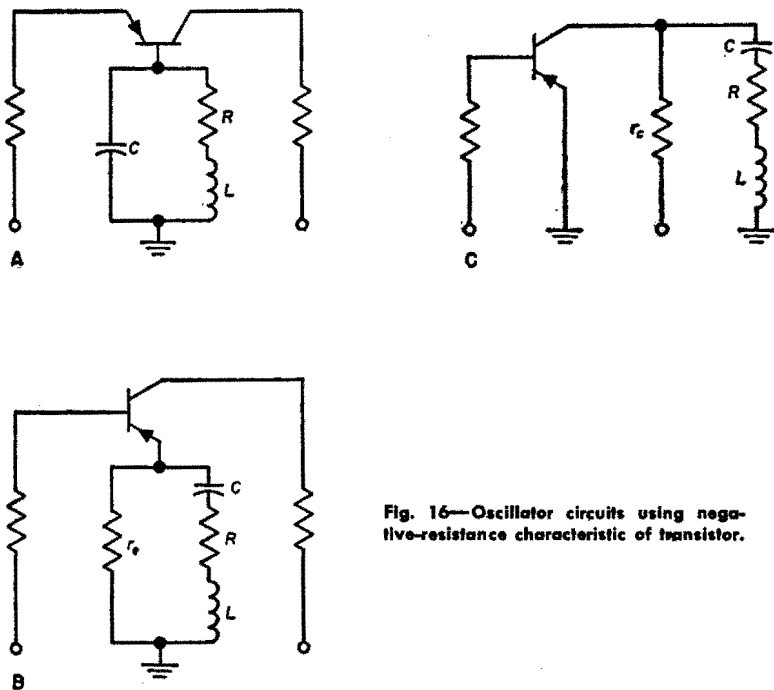 C
R
L
A
C
R
r_c
L
C
C
R
r_e
L
B
Fig. 16—Oscillator circuits using nega-
tive-resistance characteristic of transistor.